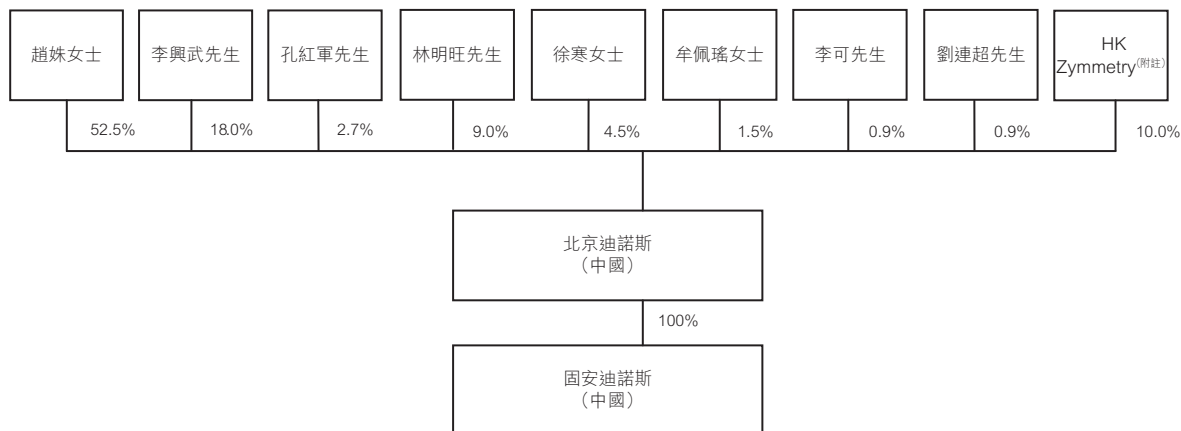 趙姝女士
李興武先生
孔紅軍先生
林明旺先生
徐寒女士
牟佩瑤女士
李可先生
劉連超先生
HK
Zymmetry(附註)
52.5%
18.0%
2.7%
9.0%
4.5%
1.5%
0.9%
0.9%
10.0%
北京迪諾斯
（中國）
100%
固安迪諾斯
（中國）